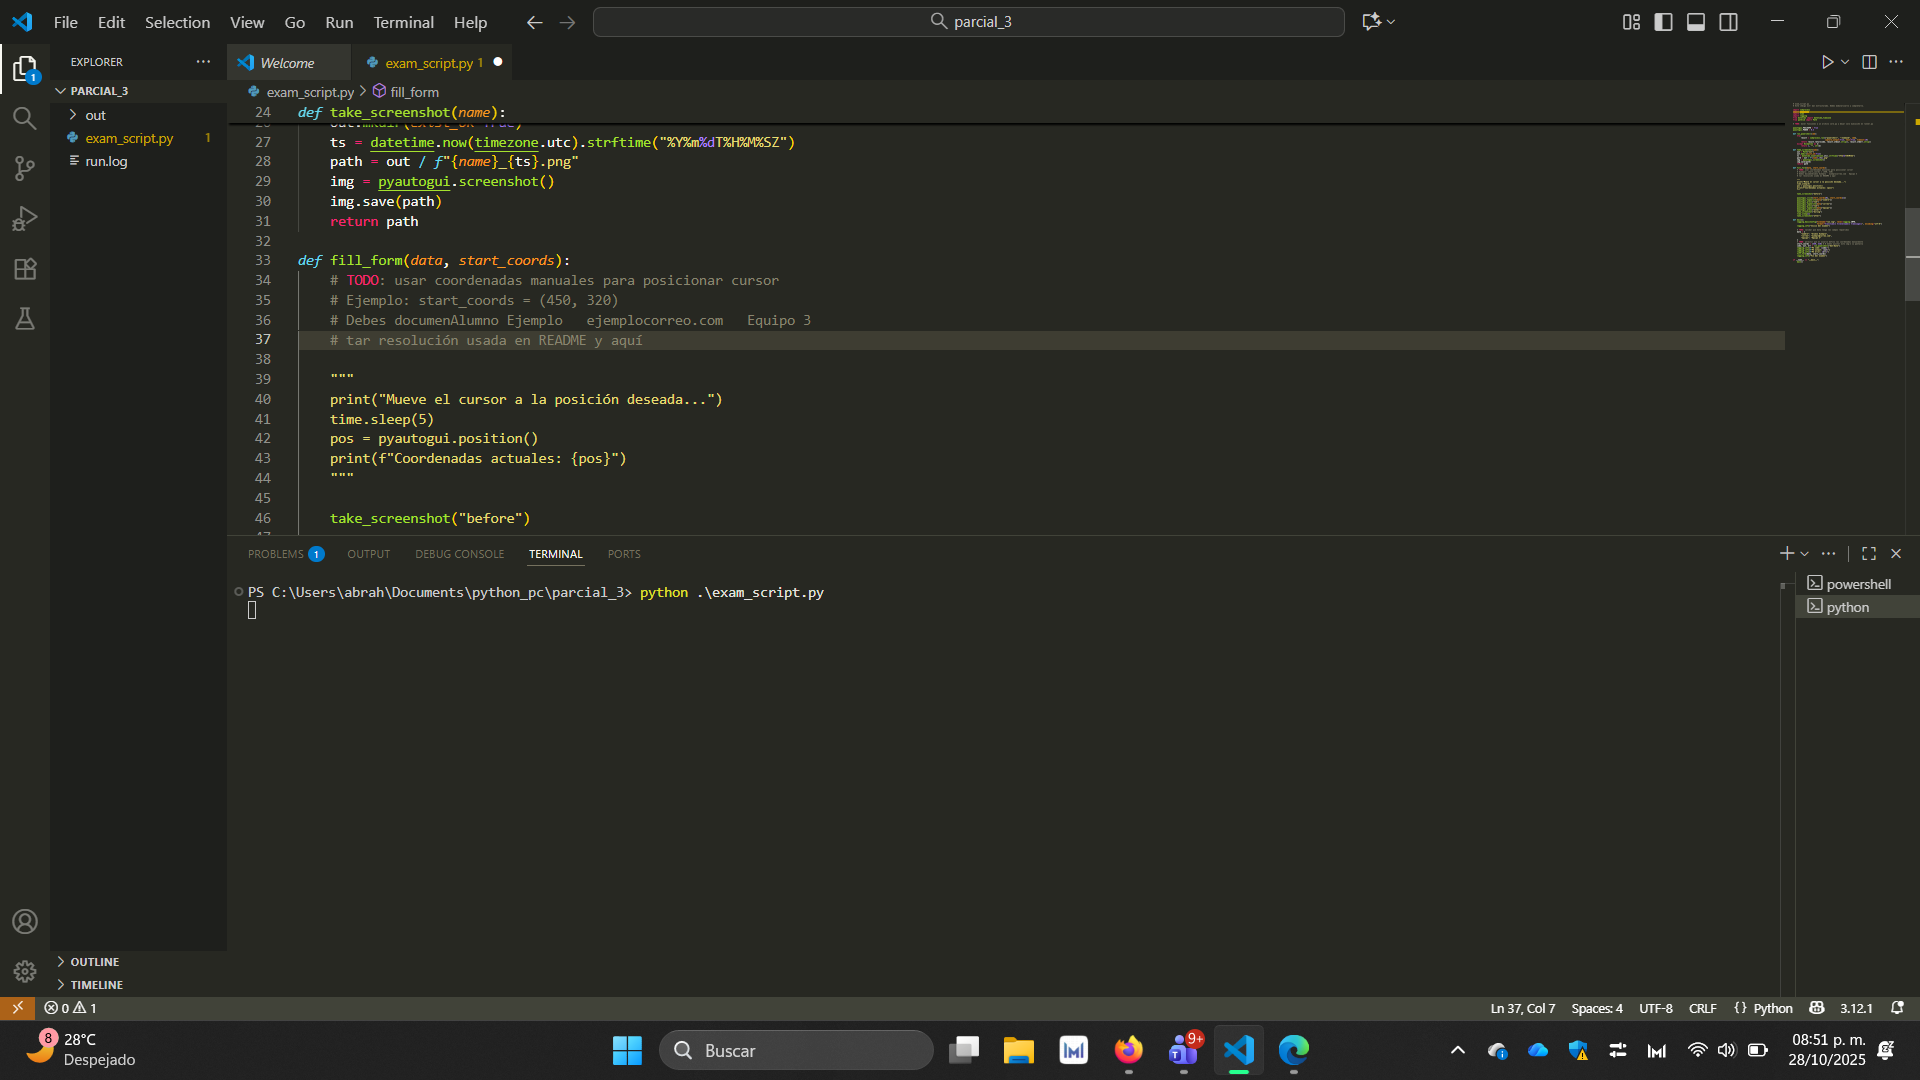 File Edit Selection View Go Run Terminal Help
parcial_3
EXPLORER
Welcome
exam_script.py 1
PARCIAL_3
out
exam_script.py 1
run.log
exam_script.py > fill_form
24 def take_screenshot(name):
27 ts = datetime.now(timezone.utc).strftime("%Y%m%dT%H%M%SZ")
28 path = out / f"{name}_{ts}.png"
29 img = pyautogui.screenshot()
30 img.save(path)
31 return path
32
33 def fill_form(data, start_coords):
34 # TODO: usar coordenadas manuales para posicionar cursor
35 # Ejemplo: start_coords = (450, 320)
36 # Debes documenAlumno Ejemplo   ejemplocorreo.com   Equipo 3
37 # tar resolución usada en README y aquí
38
39 """
40 print("Mueve el cursor a la posición deseada...")
41 time.sleep(5)
42 pos = pyautogui.position()
43 print(f"Coordenadas actuales: {pos}")
44 """
45
46 take_screenshot("before")
PROBLEMS 1 OUTPUT DEBUG CONSOLE TERMINAL PORTS
PS C:\Users\abrah\Documents\python_pc\parcial_3> python .\exam_script.py
powershell
python
OUTLINE
TIMELINE
0 1
Ln 37, Col 7 Spaces: 4 UTF-8 CRLF {} Python 3.12.1
8
28°C
Despejado
Buscar
9+
08:51 p. m.
28/10/2025